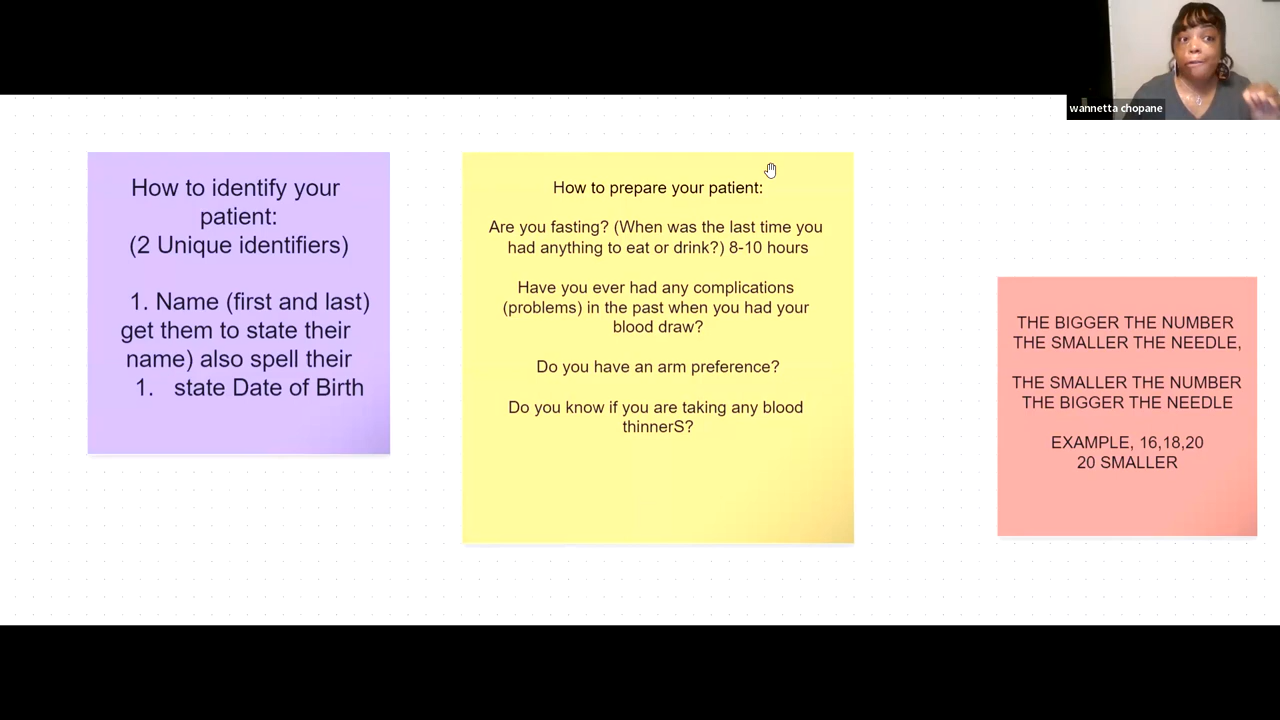 wannetta chopane
How to identify your
patient:
(2 Unique identifiers)
1. Name (first and last)
get them to state their
name) also spell their
1. state Date of Birth
How to prepare your patient:
Are you fasting? (When was the last time you
had anything to eat or drink?) 8-10 hours
Have you ever had any complications
(problems) in the past when you had your
blood draw?
Do you have an arm preference?
Do you know if you are taking any blood
thinnerS?
THE BIGGER THE NUMBER
THE SMALLER THE NEEDLE,
THE SMALLER THE NUMBER
THE BIGGER THE NEEDLE
EXAMPLE, 16,18,20
20 SMALLER